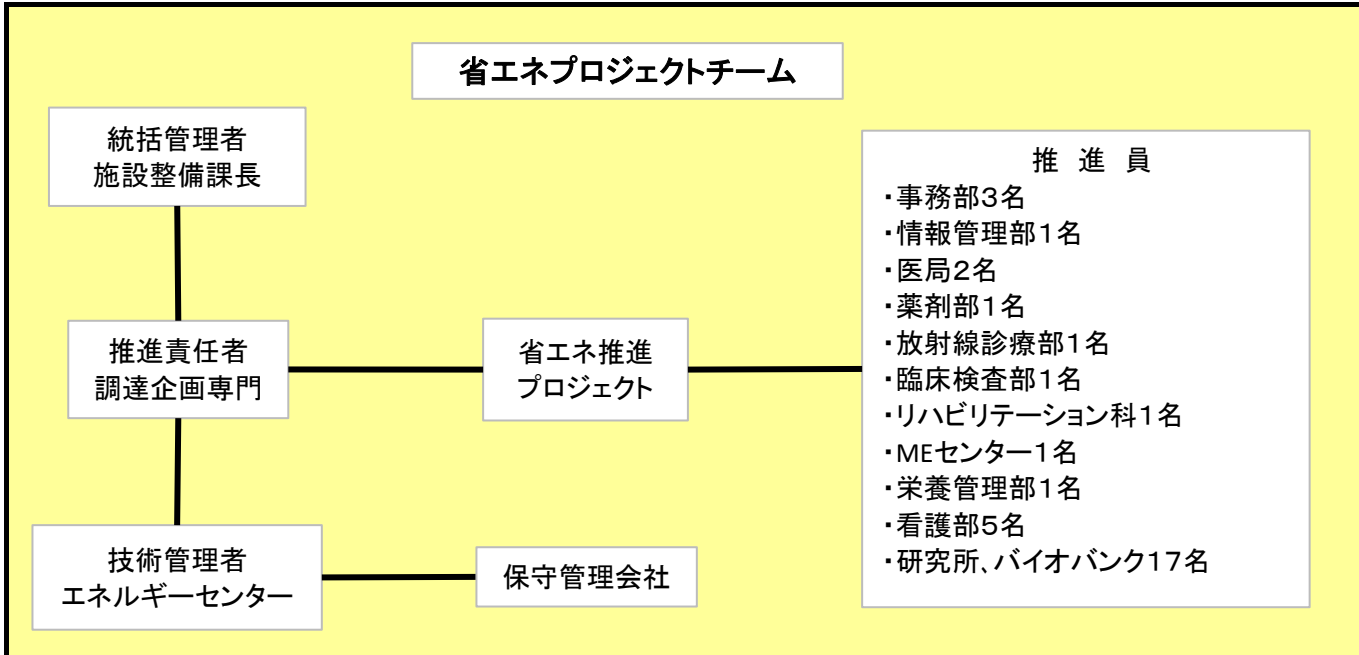 省エネプロジェクトチーム
統括管理者
施設整備課長
推進責任者
調達企画専門
技術管理者
エネルギーセンター
省エネ推進
プロジェクト
保守管理会社
推 進 員
・事務部3名
・情報管理部1名
・医局2名
・薬剤部1名
・放射線診療部1名
・臨床検査部1名
・リハビリテーション科1名
・MEセンター1名
・栄養管理部1名
・看護部5名
・研究所、バイオバンク17名